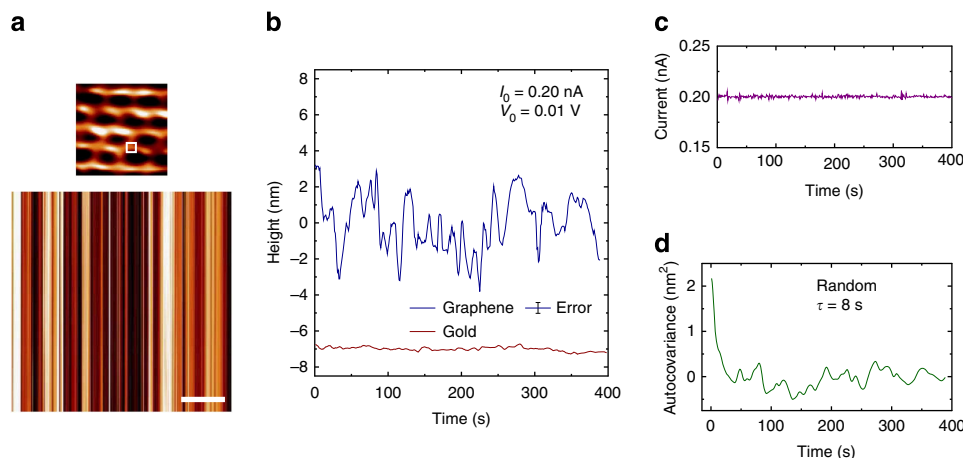 a
b
8
6
4
2
0
−2
−4
−6
−8
Height (nm)
I0 = 0.20 nA
V0 = 0.01 V
Graphene
Error
Gold
0
100
200
300
400
Time (s)
c
0.25
0.20
0.15
Current (nA)
0
100
200
300
400
Time (s)
d
2
1
0
Autocovariance (nm²)
Random
τ = 8 s
0
100
200
300
400
Time (s)